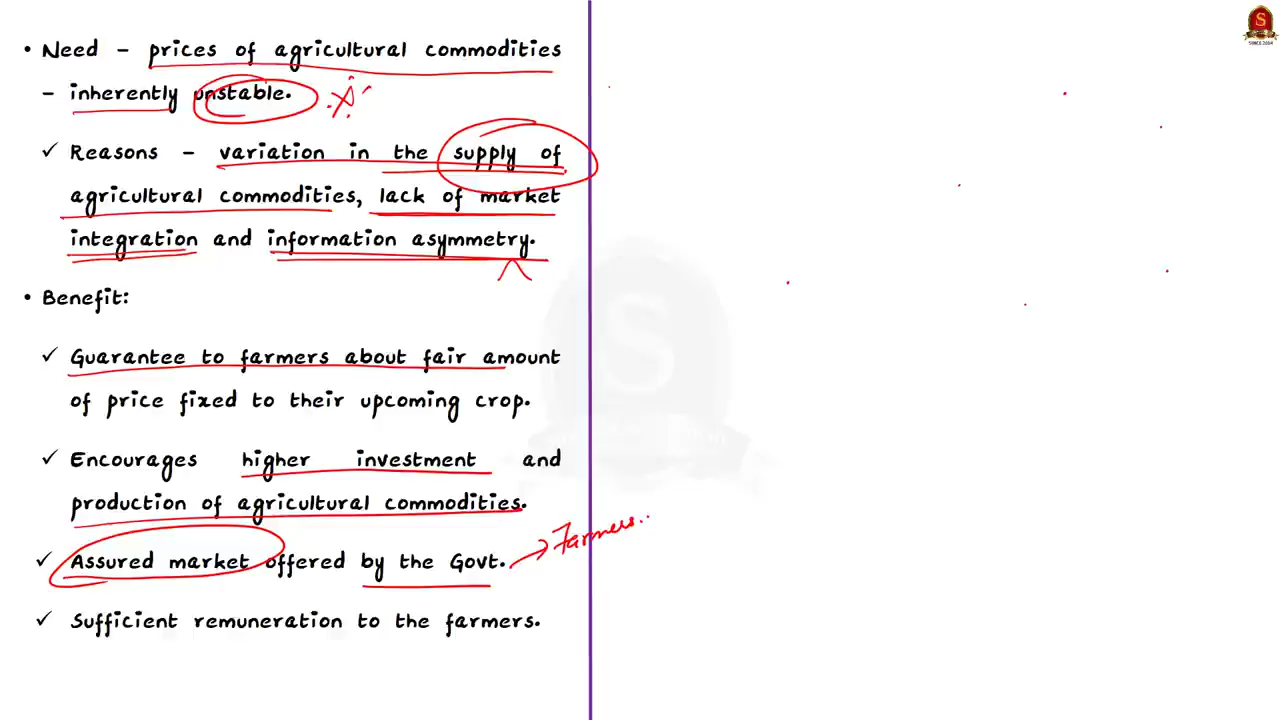 • Need – prices of agricultural commodities
– inherently unstable.
✓ Reasons – variation in the supply of
agricultural commodities, lack of market
integration and information asymmetry.
• Benefit:
✓ Guarantee to farmers about fair amount
of price fixed to their upcoming crop.
✓ Encourages higher investment and
production of agricultural commodities.
✓ Assured market offered by the Govt.
Farmers..
✓ Sufficient remuneration to the farmers.
S
SINCE 2004
S